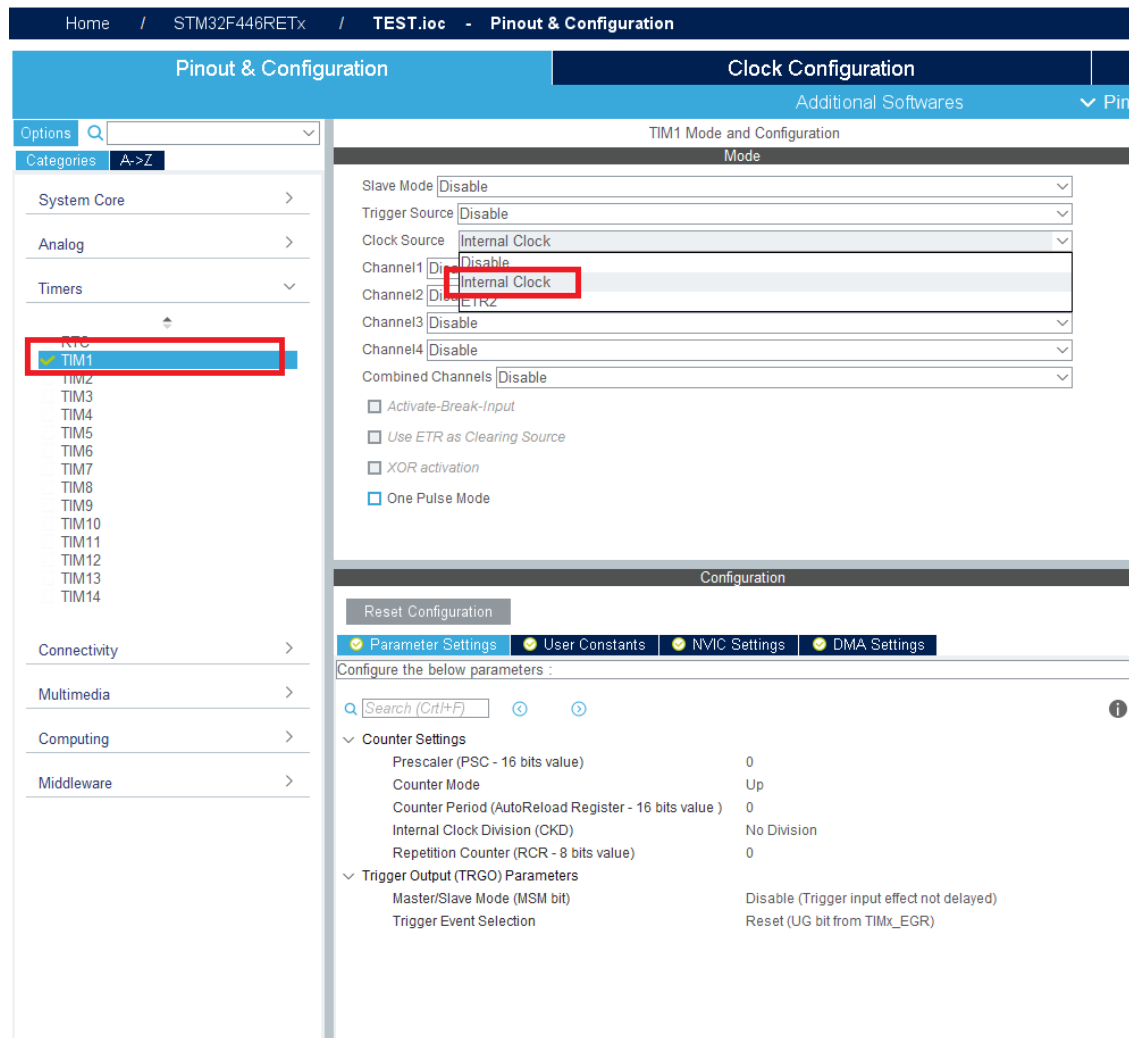 Home / STM32F446RETx / TEST.ioc - Pinout & Configuration
Pinout & Configuration
Clock Configuration
Additional Softwares
Pin
Options
Categories A->Z
System Core
Analog
Timers
RTC
TIM1
TIM2
TIM3
TIM4
TIM5
TIM6
TIM7
TIM8
TIM9
TIM10
TIM11
TIM12
TIM13
TIM14
Connectivity
Multimedia
Computing
Middleware
TIM1 Mode and Configuration
Mode
Slave Mode Disable
Trigger Source Disable
Clock Source Internal Clock
Disable
Internal Clock
ETR2
Channel1 Disa
Channel2 Disa
Channel3 Disable
Channel4 Disable
Combined Channels Disable
Activate-Break-Input
Use ETR as Clearing Source
XOR activation
One Pulse Mode
Configuration
Reset Configuration
Parameter Settings User Constants NVIC Settings DMA Settings
Configure the below parameters :
Search (Crtl+F)
Counter Settings
Prescaler (PSC - 16 bits value) 0
Counter Mode Up
Counter Period (AutoReload Register - 16 bits value ) 0
Internal Clock Division (CKD) No Division
Repetition Counter (RCR - 8 bits value) 0
Trigger Output (TRGO) Parameters
Master/Slave Mode (MSM bit) Disable (Trigger input effect not delayed)
Trigger Event Selection Reset (UG bit from TIMx_EGR)